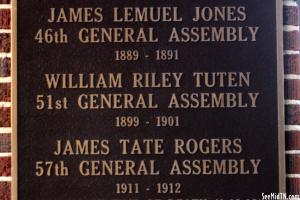 JAMES LEMUEL JONES
46th GENERAL ASSEMBLY
1889 - 1891
WILLIAM RILEY TUTEN
51st GENERAL ASSEMBLY
1899 - 1901
JAMES TATE ROGERS
57th GENERAL ASSEMBLY
1911 - 1912
SeeMidTN.com